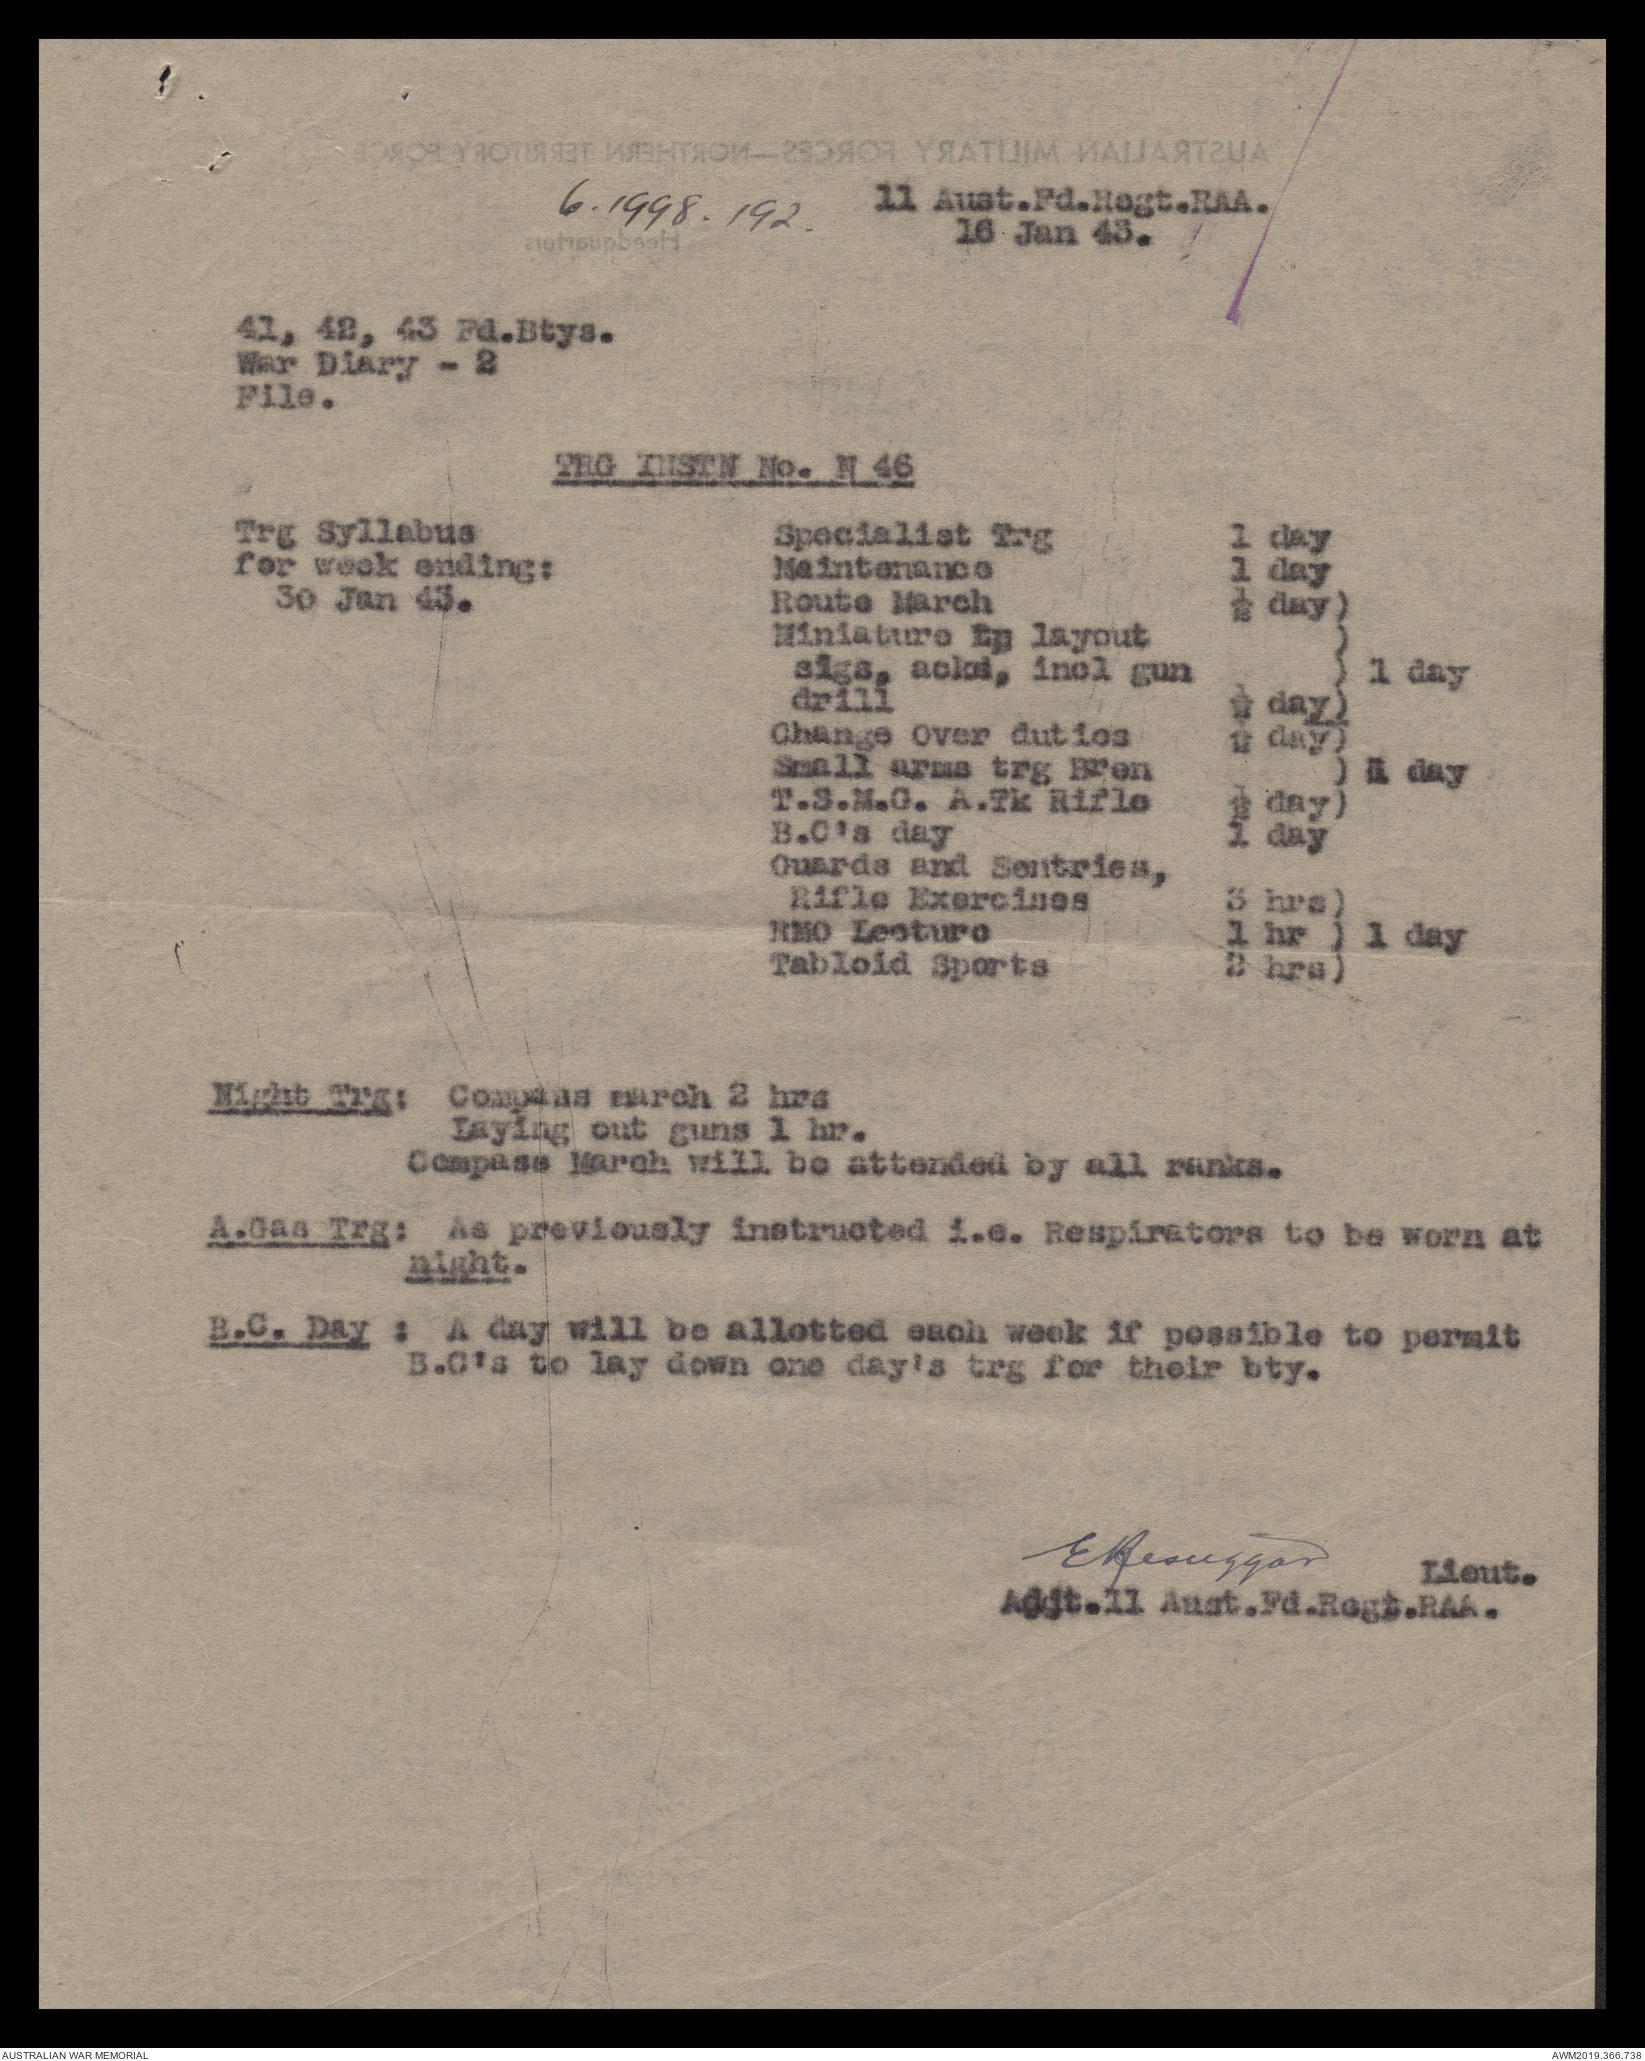 AUSTRALIAN MILITARY FORCES—NORTHERN TERRITORY FORCE
6.1998.192.
11 Aust.Fd.Regt.RAA.
16 Jan 43.
Headquarters
41, 42, 43 Fd.Btys.
War Diary - 2
File.
TRG INSTN No. N 46
Trg Syllabus
for week ending:
30 Jan 43.
Specialist Trg 1 day
Maintenance 1 day
Route March ½ day)
Miniature layout )
sigs, acks, incl gun ) 1 day
drill ½ day)
Change Over duties ½ day)
Small arms trg Bren ) 1 day
T.S.M.G. A.Tk Rifle ½ day)
B.C's day 1 day
Guards and Sentries,
Rifle Exercises 3 hrs)
RMO Lecture 1 hr ) 1 day
Tabloid Sports 2 hrs)
Night Trg: Compass march 2 hrs
Laying out guns 1 hr.
Compass March will be attended by all ranks.
A.Gas Trg: As previously instructed i.e. Respirators to be worn at
night.
B.C. Day : A day will be allotted each week if possible to permit
B.C's to lay down one day's trg for their bty.
Lieut.
Adjt.11 Aust.Fd.Regt.RAA.
AUSTRALIAN WAR MEMORIAL
AWM2019.366.738